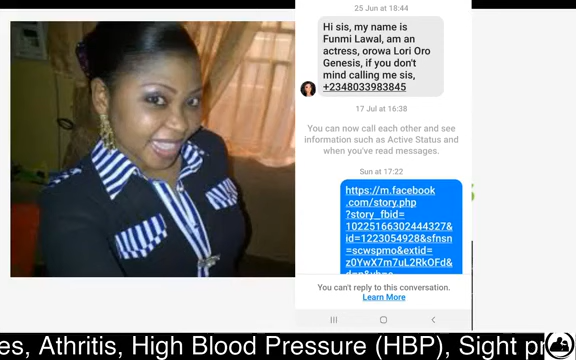 25 Jun at 18:44
Hi sis, my name is
Funmi Lawal, am an
actress, orowa Lori Oro
Genesis, if you don't
mind calling me sis,
+2348033983845
17 Jul at 16:38
You can now call each other and see
information such as Active Status and
when you've read messages.
Sun at 17:22
https://m.facebook
.com/story.php
?story_fbid=
1022516630244432​7&
id=1223054928&sfnsn
=scwspmo&extid=
z0YwX7m7uL2RkOFd&
You can't reply to this conversation.
Learn More
es, Athritis, High Blood Pressure (HBP), Sight pr